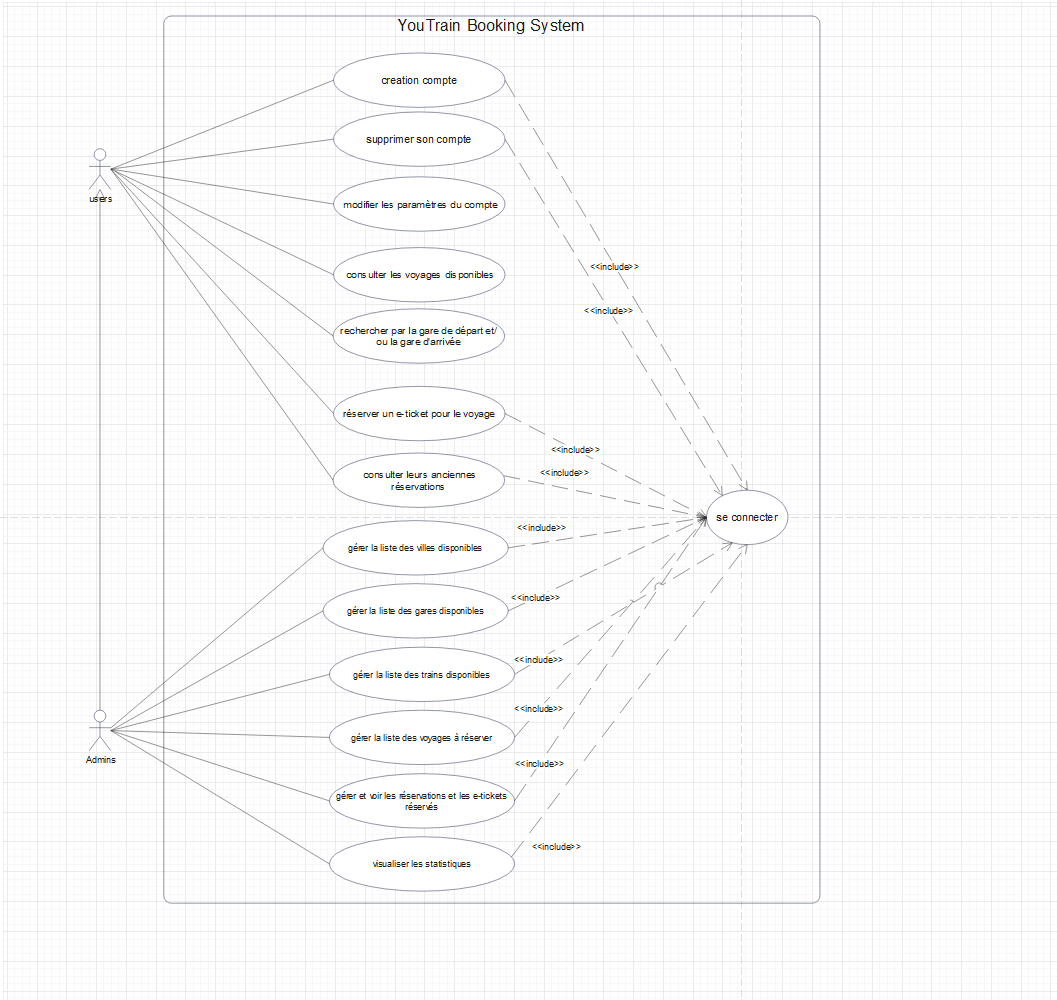 YouTrain Booking System
creation compte
supprimer son compte
users
modifier les paramètres du compte
consulter les voyages disponibles
<<include>>
<<include>>
rechercher par la gare de départ et/
ou la gare d'arrivée
réserver un e-ticket pour le voyage
<<include>>
<<include>>
consulter leurs anciennes
réservations
se connecter
<<include>>
gérer la liste des villes disponibles
<<include>>
gérer la liste des gares disponibles
<<include>>
gérer la liste des trains disponibles
<<include>>
gérer la liste des voyages à réserver
Admins
<<include>>
gérer et voir les réservations et les e-tickets
réservés
<<include>>
visualiser les statistiques